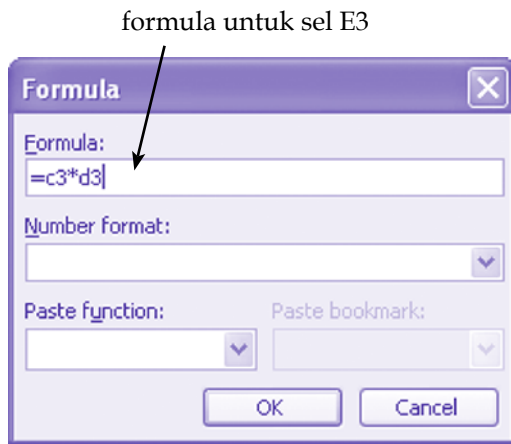 formula untuk sel E3
Formula
Formula:
=c3*d3
Number format:
Paste function: Paste bookmark:
OK Cancel